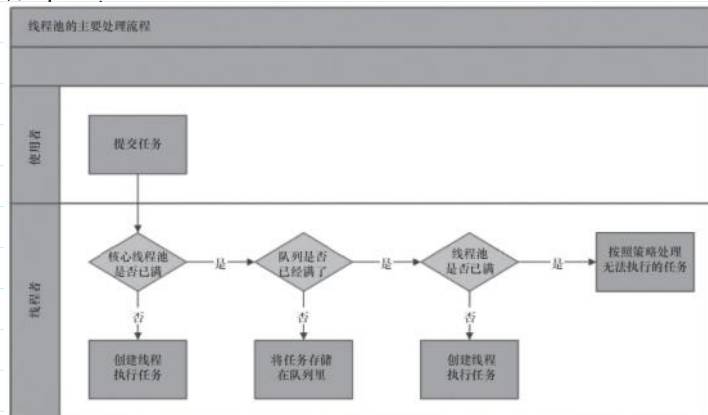 线程池的主要处理流程
使用者
提交任务
线程者
核心线程池
是否已满
是
队列是否
已经满了
是
线程池
是否已满
是
按照策略处理
无法执行的任务
否
否
否
创建线程
执行任务
将任务存储
在队列里
创建线程
执行任务